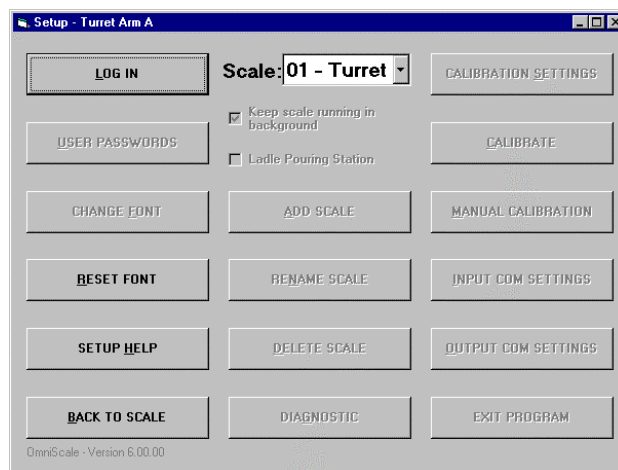 Setup - Turret Arm A
LOG IN
Scale: 01 - Turret
CALIBRATION SETTINGS
Keep scale running in
background
USER PASSWORDS
CALIBRATE
Ladle Pouring Station
CHANGE FONT
ADD SCALE
MANUAL CALIBRATION
RESET FONT
RENAME SCALE
INPUT COM SETTINGS
SETUP HELP
DELETE SCALE
OUTPUT COM SETTINGS
BACK TO SCALE
DIAGNOSTIC
EXIT PROGRAM
OmniScale - Version 6.00.00